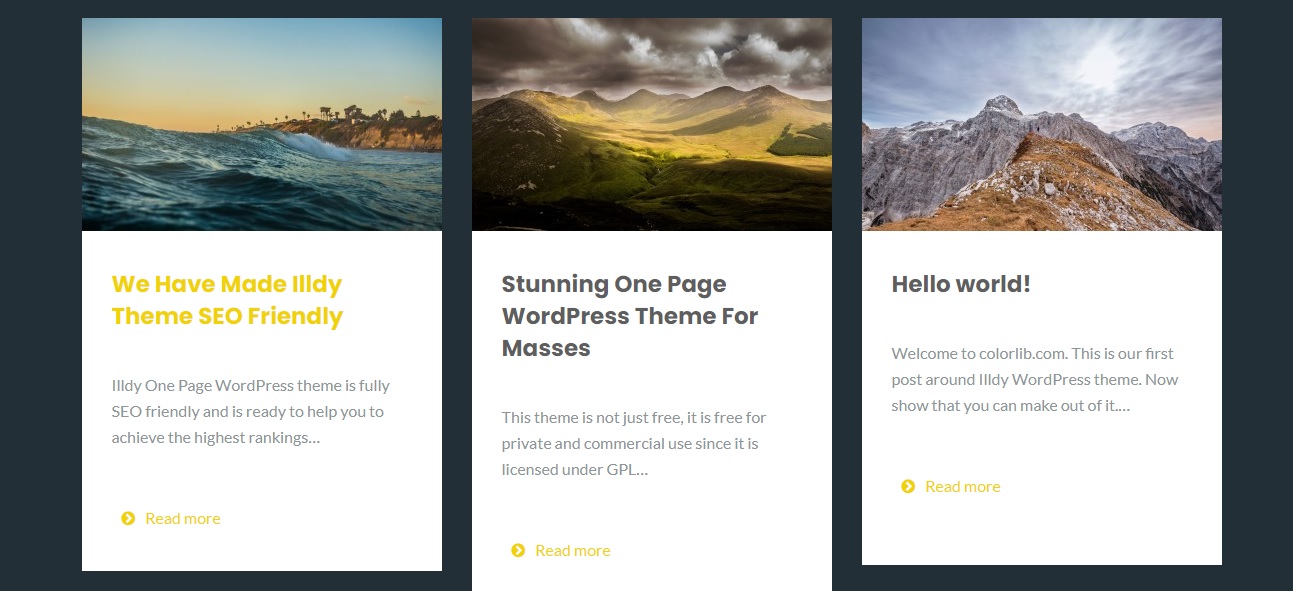 We Have Made Illdy
Theme SEO Friendly
Illdy One Page WordPress theme is fully
SEO friendly and is ready to help you to
achieve the highest rankings…
Read more
Stunning One Page
WordPress Theme For
Masses
This theme is not just free, it is free for
private and commercial use since it is
licensed under GPL…
Read more
Hello world!
Welcome to colorlib.com. This is our first
post around Illdy WordPress theme. Now
show that you can make out of it.…
Read more